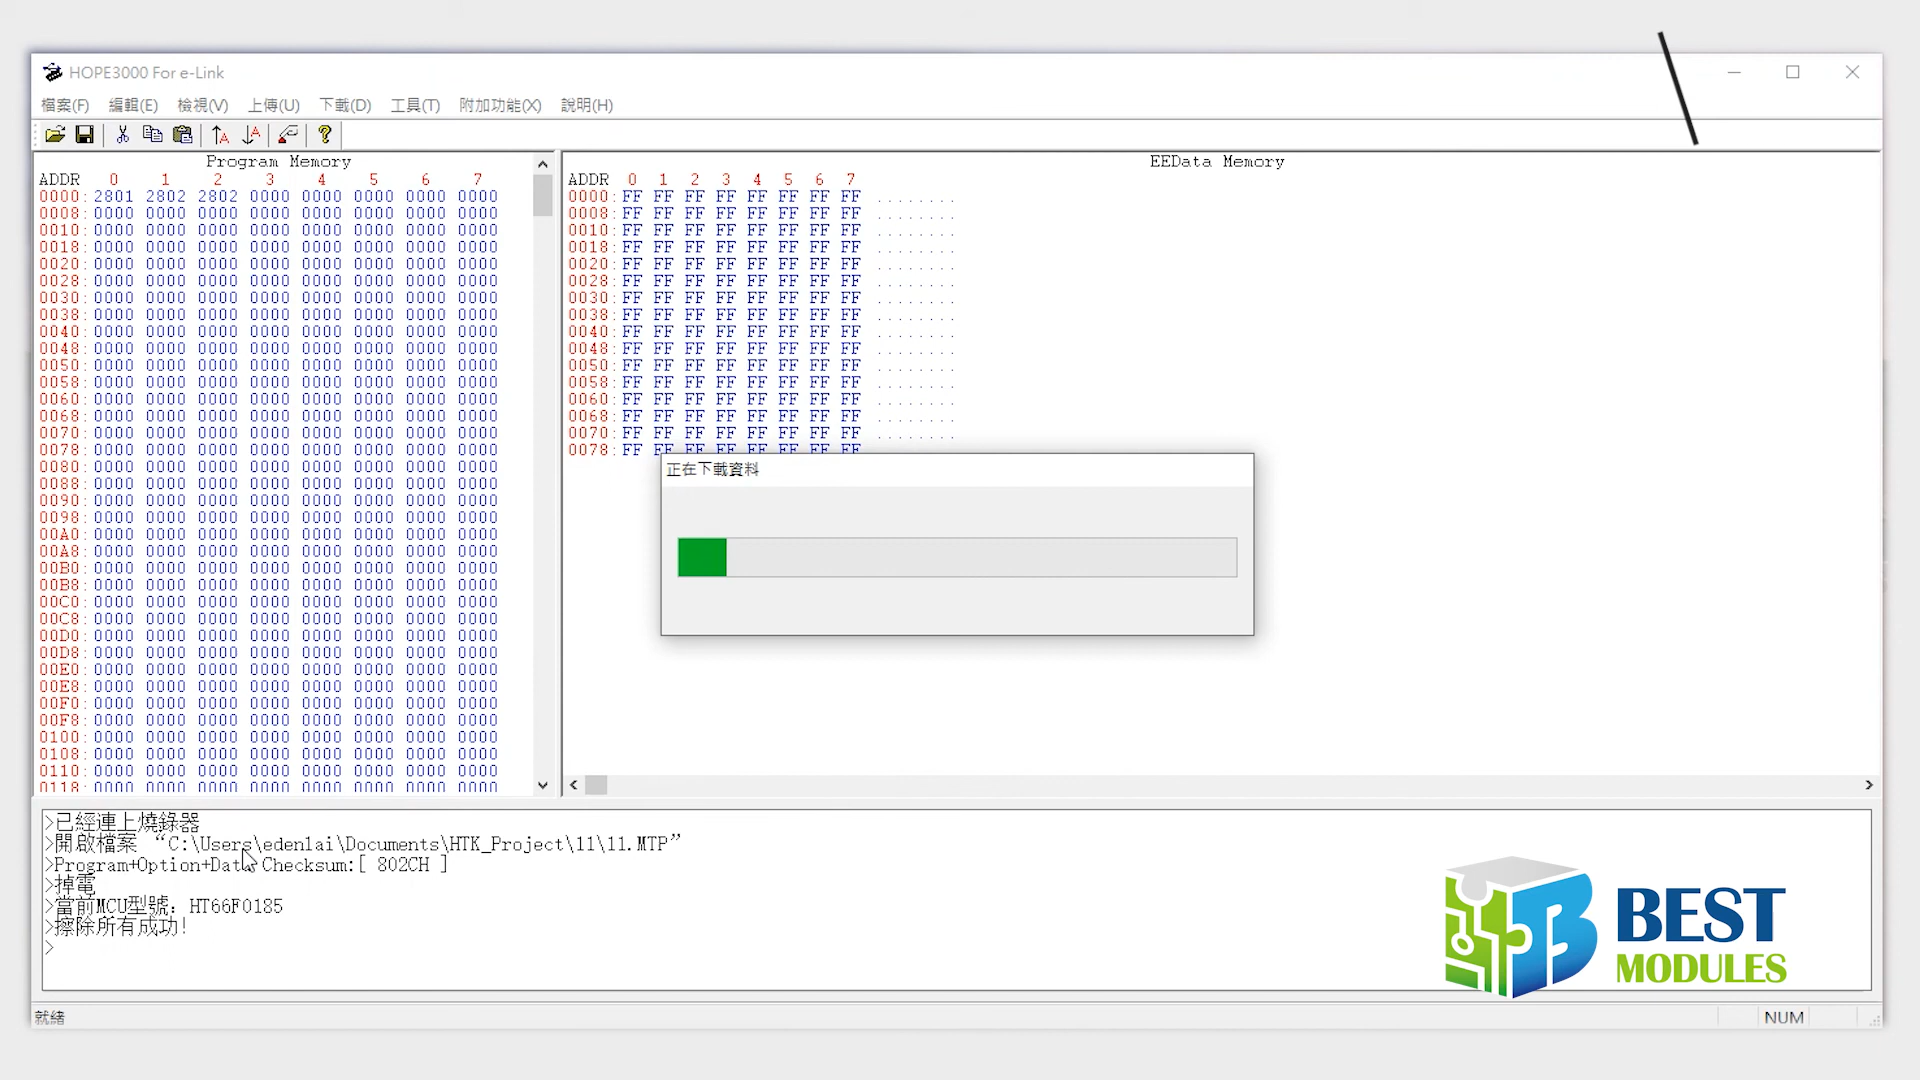 HOPE3000 For e-Link
檔案(F) 編輯(E) 檢視(V) 上傳(U) 下載(D) 工具(T) 附加功能(X) 說明(H)
Program Memory
ADDR 0 1 2 3 4 5 6 7
0000: 2801 2802 2802 0000 0000 0000 0000 0000
0008: 0000 0000 0000 0000 0000 0000 0000 0000
0010: 0000 0000 0000 0000 0000 0000 0000 0000
0018: 0000 0000 0000 0000 0000 0000 0000 0000
0020: 0000 0000 0000 0000 0000 0000 0000 0000
0028: 0000 0000 0000 0000 0000 0000 0000 0000
0030: 0000 0000 0000 0000 0000 0000 0000 0000
0038: 0000 0000 0000 0000 0000 0000 0000 0000
0040: 0000 0000 0000 0000 0000 0000 0000 0000
0048: 0000 0000 0000 0000 0000 0000 0000 0000
0050: 0000 0000 0000 0000 0000 0000 0000 0000
0058: 0000 0000 0000 0000 0000 0000 0000 0000
0060: 0000 0000 0000 0000 0000 0000 0000 0000
0068: 0000 0000 0000 0000 0000 0000 0000 0000
0070: 0000 0000 0000 0000 0000 0000 0000 0000
0078: 0000 0000 0000 0000 0000 0000 0000 0000
0080: 0000 0000 0000 0000 0000 0000 0000 0000
0088: 0000 0000 0000 0000 0000 0000 0000 0000
0090: 0000 0000 0000 0000 0000 0000 0000 0000
0098: 0000 0000 0000 0000 0000 0000 0000 0000
00A0: 0000 0000 0000 0000 0000 0000 0000 0000
00A8: 0000 0000 0000 0000 0000 0000 0000 0000
00B0: 0000 0000 0000 0000 0000 0000 0000 0000
00B8: 0000 0000 0000 0000 0000 0000 0000 0000
00C0: 0000 0000 0000 0000 0000 0000 0000 0000
00C8: 0000 0000 0000 0000 0000 0000 0000 0000
00D0: 0000 0000 0000 0000 0000 0000 0000 0000
00D8: 0000 0000 0000 0000 0000 0000 0000 0000
00E0: 0000 0000 0000 0000 0000 0000 0000 0000
00E8: 0000 0000 0000 0000 0000 0000 0000 0000
00F0: 0000 0000 0000 0000 0000 0000 0000 0000
00F8: 0000 0000 0000 0000 0000 0000 0000 0000
0100: 0000 0000 0000 0000 0000 0000 0000 0000
0108: 0000 0000 0000 0000 0000 0000 0000 0000
0110: 0000 0000 0000 0000 0000 0000 0000 0000
0118: 0000 0000 0000 0000 0000 0000 0000 0000
EEData Memory
ADDR 0 1 2 3 4 5 6 7
0000: FF FF FF FF FF FF FF FF ........
0008: FF FF FF FF FF FF FF FF ........
0010: FF FF FF FF FF FF FF FF ........
0018: FF FF FF FF FF FF FF FF ........
0020: FF FF FF FF FF FF FF FF ........
0028: FF FF FF FF FF FF FF FF ........
0030: FF FF FF FF FF FF FF FF ........
0038: FF FF FF FF FF FF FF FF ........
0040: FF FF FF FF FF FF FF FF ........
0048: FF FF FF FF FF FF FF FF ........
0050: FF FF FF FF FF FF FF FF ........
0058: FF FF FF FF FF FF FF FF ........
0060: FF FF FF FF FF FF FF FF ........
0068: FF FF FF FF FF FF FF FF ........
0070: FF FF FF FF FF FF FF FF ........
0078: FF FF FF FF FF FF FF FF
正在下載資料
>已經連上燒錄器
>開啟檔案 “C:\Users\edenlai\Documents\HTK_Project\11\11.MTP”
>Program+Option+Data Checksum:[ 802CH ]
>掉電
>當前MCU型號: HT66F0185
>擦除所有成功!
>
BEST
MODULES
就緒
NUM